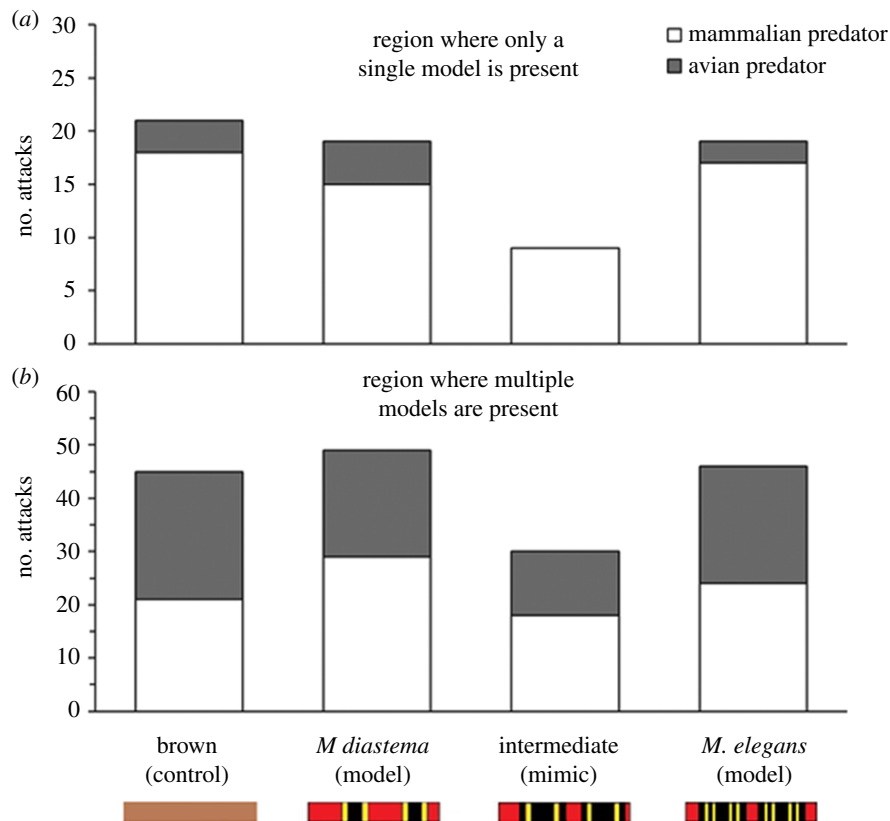 (a)
30
25
20
15
10
5
0
no. attacks
region where only a
single model is present
mammalian predator
avian predator
(b)
60
50
40
30
20
10
0
no. attacks
region where multiple
models are present
brown
(control)
M diastema
(model)
intermediate
(mimic)
M. elegans
(model)